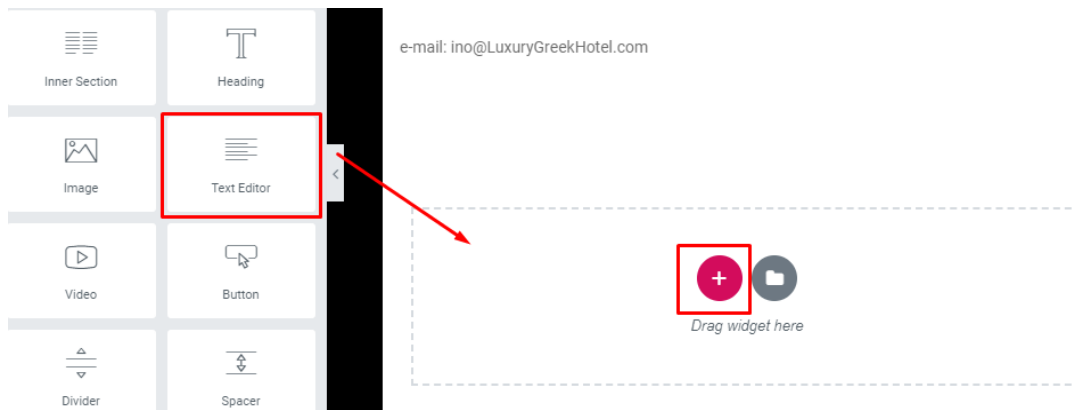 Inner Section
Heading
e-mail: ino@LuxuryGreekHotel.com
Image
Text Editor
Video
Button
Drag widget here
Divider
Spacer